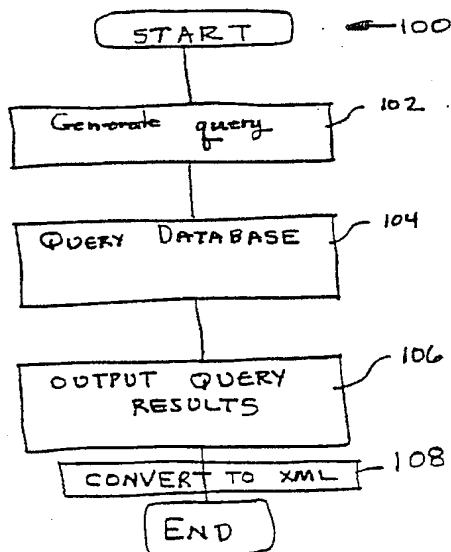 START
100
Generate query
102
QUERY DATABASE
104
OUTPUT QUERY
RESULTS
106
CONVERT TO XML
108
END